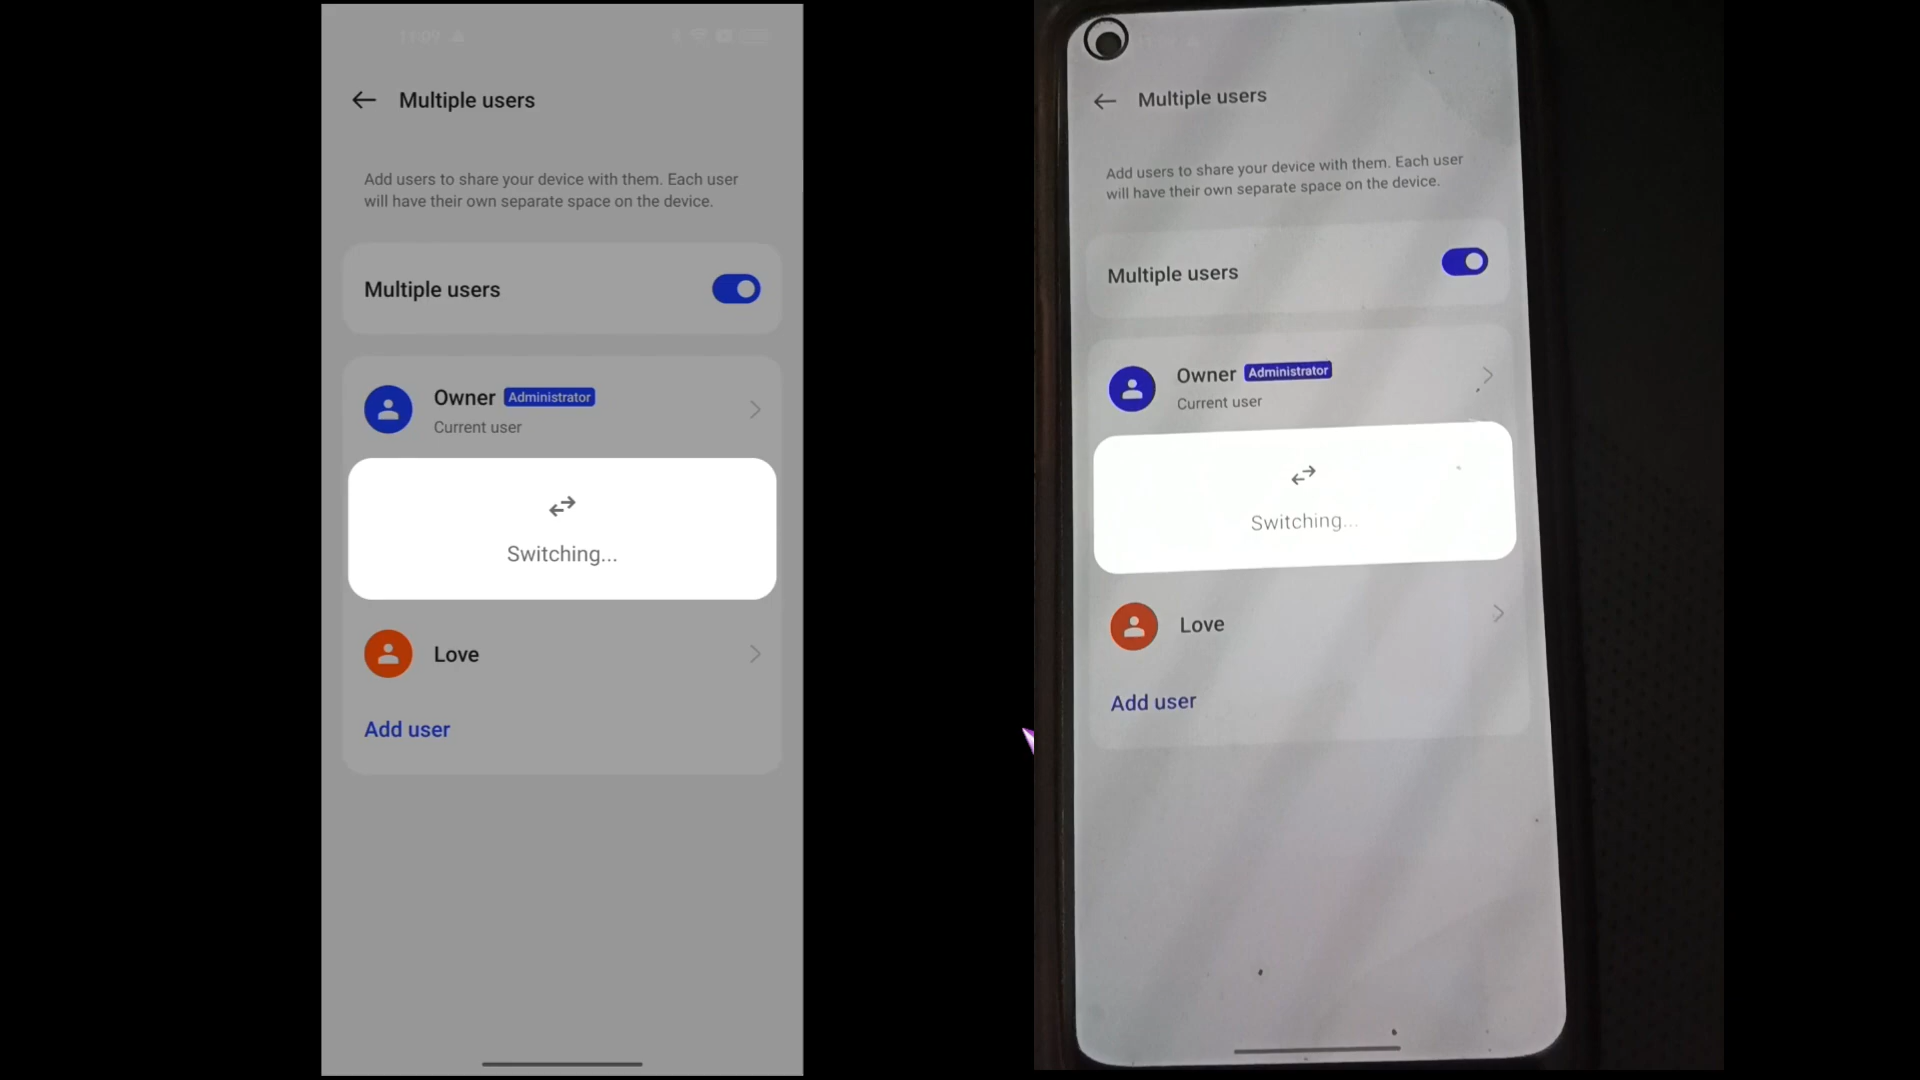 11:09
Multiple users
Add users to share your device with them. Each user
will have their own separate space on the device.
Multiple users
Owner Administrator
Current user
Switching...
Love
Add user
Multiple users
Add users to share your device with them. Each user
will have their own separate space on the device.
Multiple users
Owner Administrator
Current user
Switching...
Love
Add user